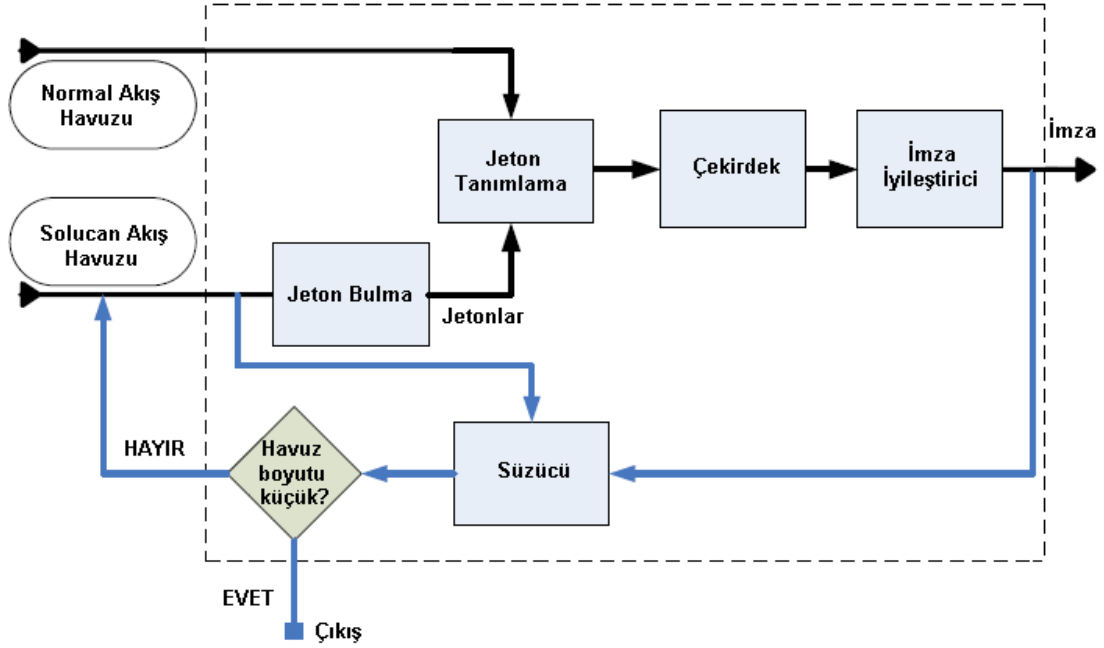 Normal Akış
Havuzu
Jeton
Tanımlama
Çekirdek
İmza
İyileştirici
İmza
Solucan Akış
Havuzu
Jeton Bulma
Jetonlar
HAYIR
Havuz
boyutu
küçük?
Süzücü
EVET
Çıkış